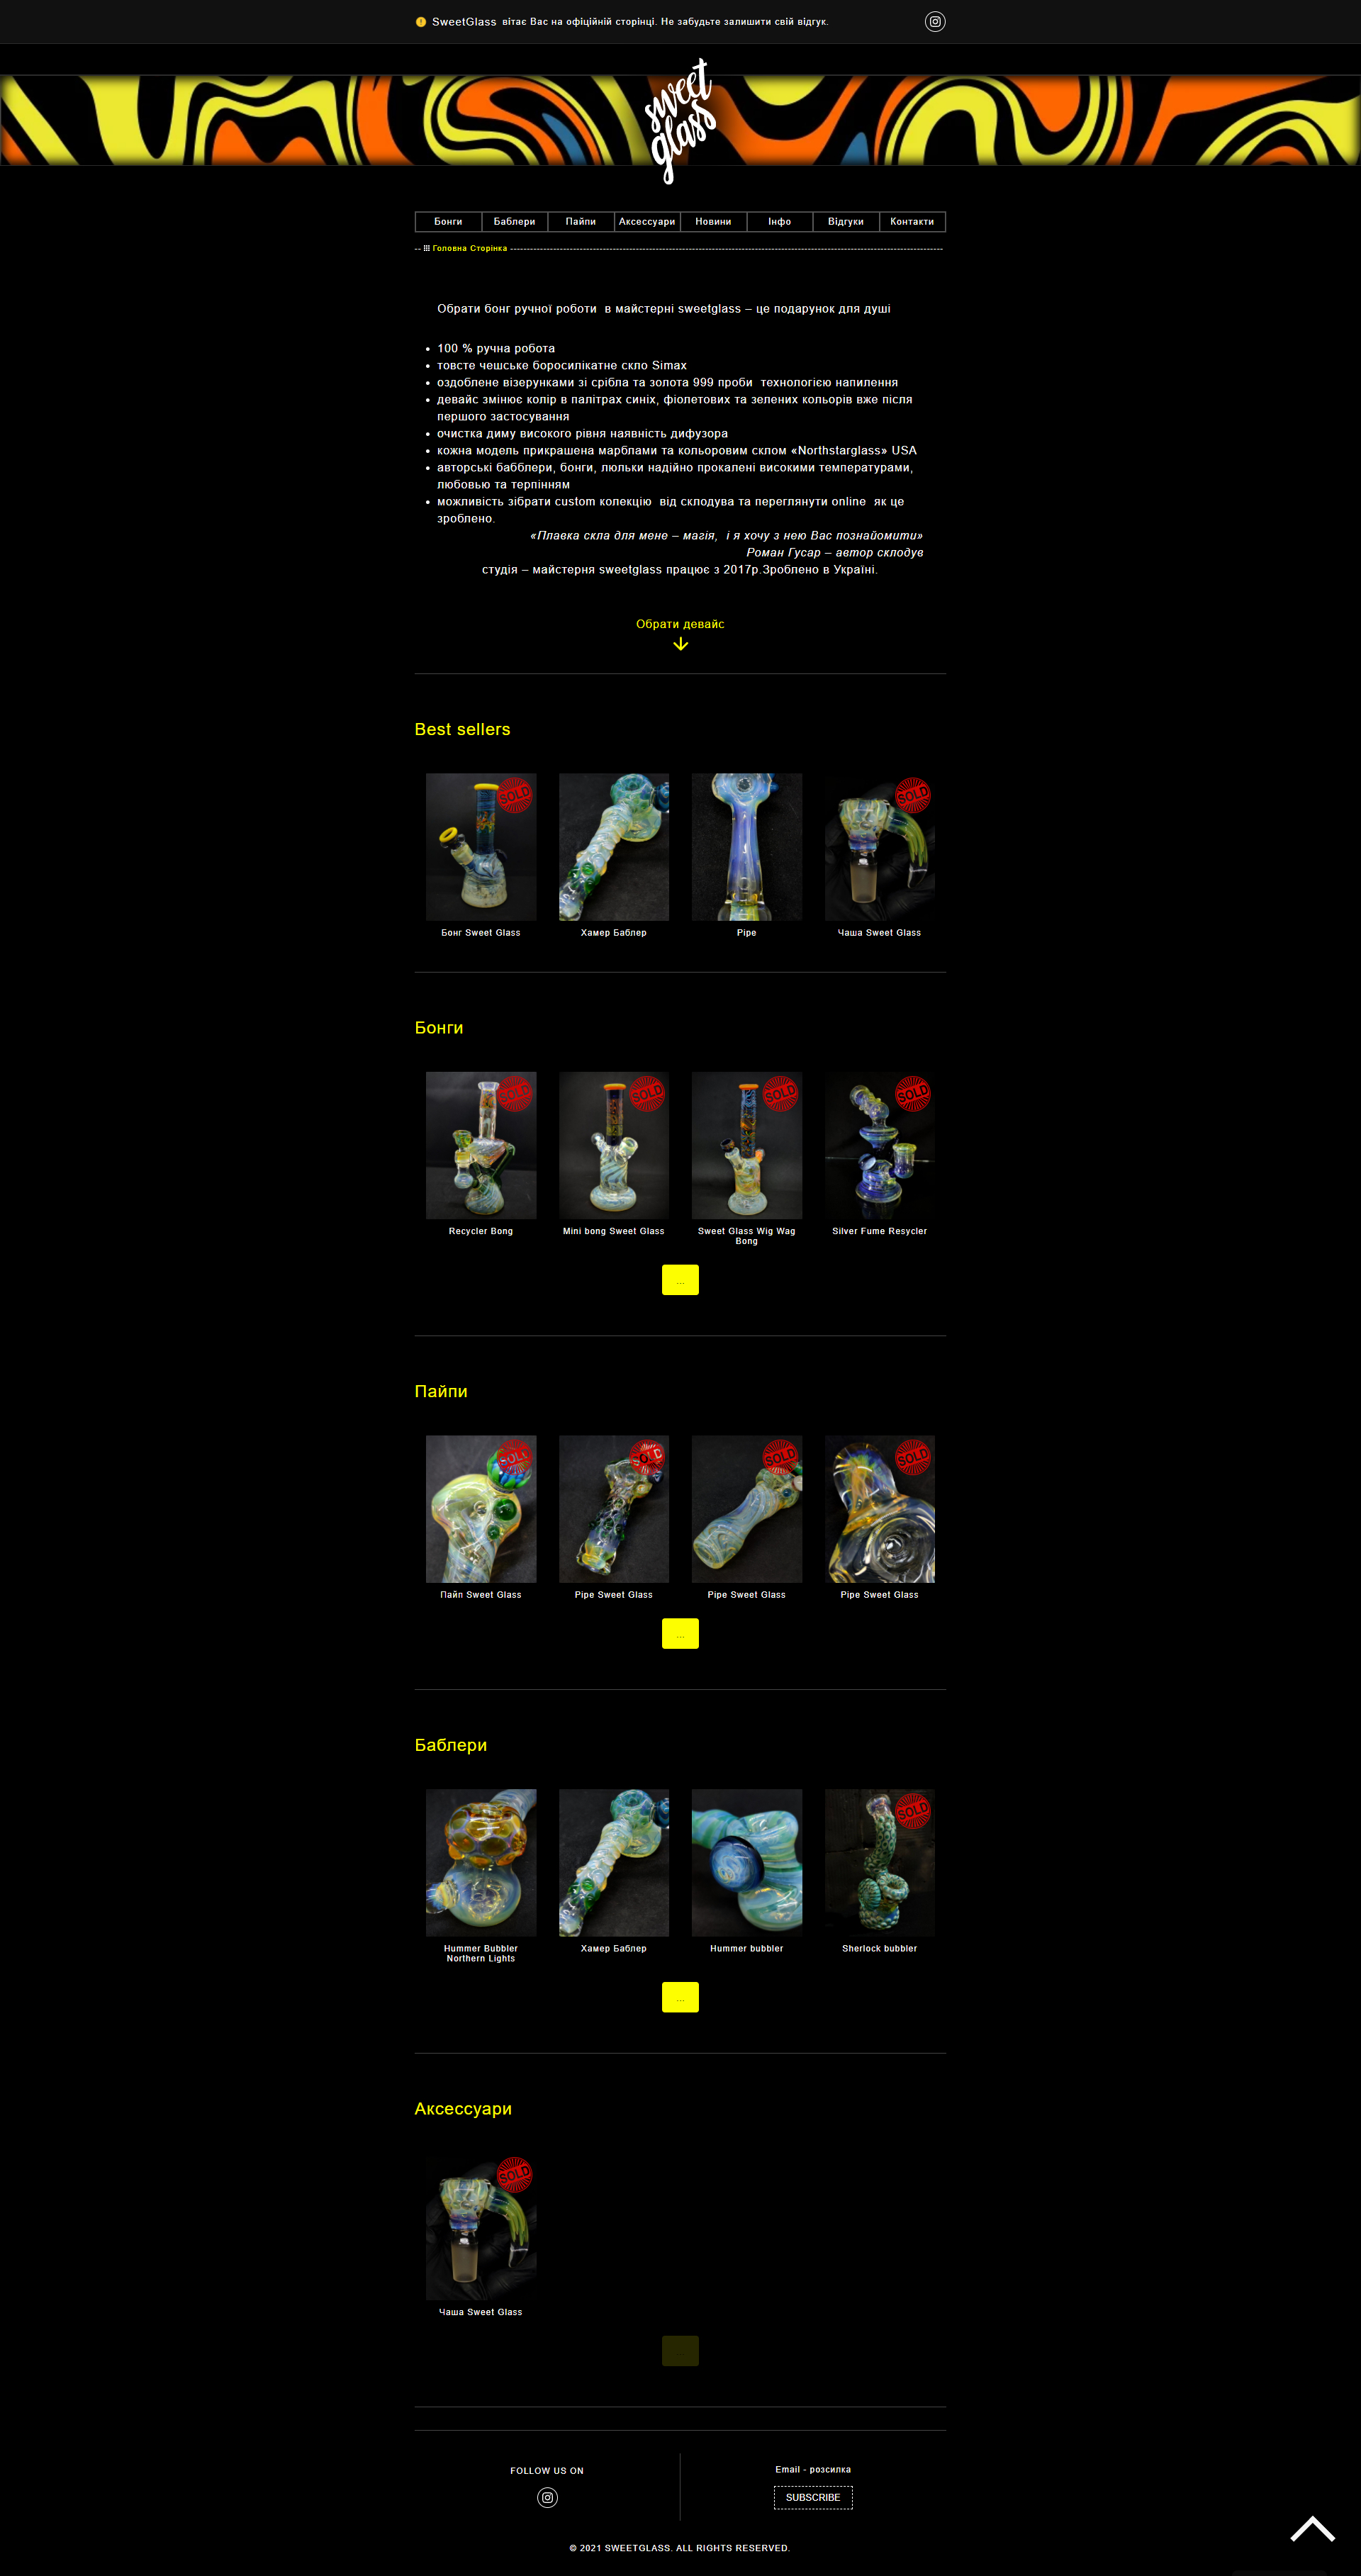 SweetGlass вітає Вас на офіційній сторінці. Не забудьте залишити свій відгук.
sweet
glass
Бонги Баблери Пайпи Аксессуари Новини Інфо Відгуки Контакти
Головна Сторінка
Обрати бонг ручної роботи в майстерні sweetglass – це подарунок для душі
100 % ручна робота
товсте чешське боросилікатне скло Simax
оздоблене візерунками зі срібла та золота 999 проби технологією напилення
девайс змінює колір в палітрах синіх, фіолетових та зелених кольорів вже після
першого застосування
очистка диму високого рівня наявність дифузора
кожна модель прикрашена марблами та кольоровим склом «Northstarglass» USA
авторські бабблери, бонги, люльки надійно прокалені високими температурами,
любовью та терпінням
можливість зібрати custom колекцію від склодува та переглянути online як це
зроблено.
«Плавка скла для мене – магія, і я хочу з нею Вас познайомити»
Роман Гусар – автор склодув
студія – майстерня sweetglass працює з 2017р.Зроблено в Україні.
Обрати девайс
Best sellers
SOLD SOLD
Бонг Sweet Glass Хамер Баблер Pipe Чаша Sweet Glass
Бонги
SOLD SOLD SOLD SOLD
Recycler Bong Mini bong Sweet Glass Sweet Glass Wig Wag Silver Fume Resycler
Bong
...
Пайпи
SOLD SOLD SOLD SOLD
Пайп Sweet Glass Pipe Sweet Glass Pipe Sweet Glass Pipe Sweet Glass
...
Баблери
SOLD
Hummer Bubbler Хамер Баблер Hummer bubbler Sherlock bubbler
Northern Lights
...
Аксессуари
SOLD
Чаша Sweet Glass
FOLLOW US ON
Email - розсилка
SUBSCRIBE
© 2021 SWEETGLASS. ALL RIGHTS RESERVED.